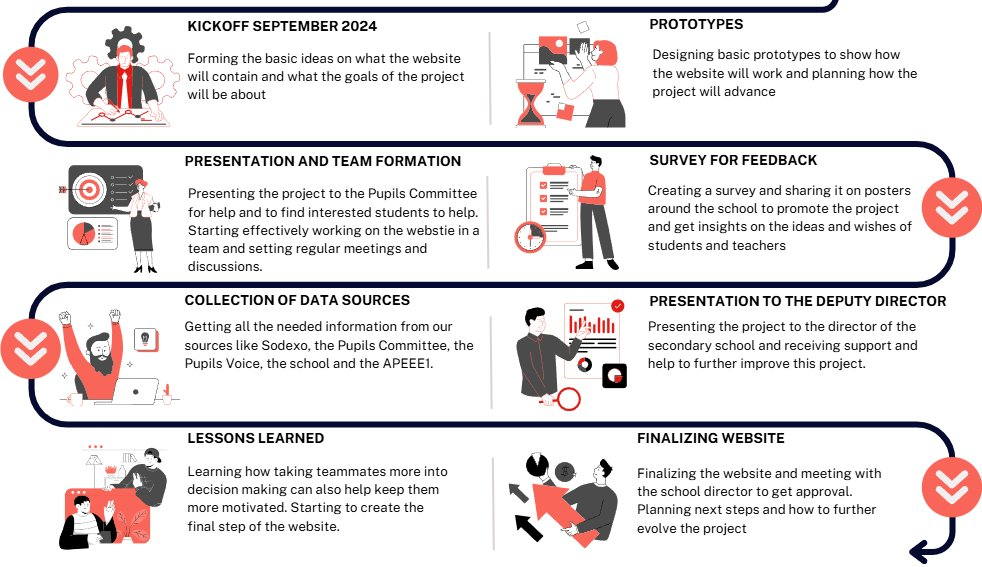 KICKOFF SEPTEMBER 2024
Forming the basic ideas on what the website
will contain and what the goals of the project
will be about
PROTOTYPES
Designing basic prototypes to show how
the website will work and planning how the
project will advance
PRESENTATION AND TEAM FORMATION
Presenting the project to the Pupils Committee
for help and to find interested students to help.
Starting effectively working on the webstie in a
team and setting regular meetings and
discussions.
SURVEY FOR FEEDBACK
Creating a survey and sharing it on posters
around the school to promote the project
and get insights on the ideas and wishes of
students and teachers
COLLECTION OF DATA SOURCES
Getting all the needed information from our
sources like Sodexo, the Pupils Committee, the
Pupils Voice, the school and the APEEE1.
PRESENTATION TO THE DEPUTY DIRECTOR
Presenting the project to the director of the
secondary school and receiving support and
help to further improve this project.
LESSONS LEARNED
Learning how taking teammates more into
decision making can also help keep them
more motivated. Starting to create the
final step of the website.
FINALIZING WEBSITE
Finalizing the website and meeting with
the school director to get approval.
Planning next steps and how to further
evolve the project